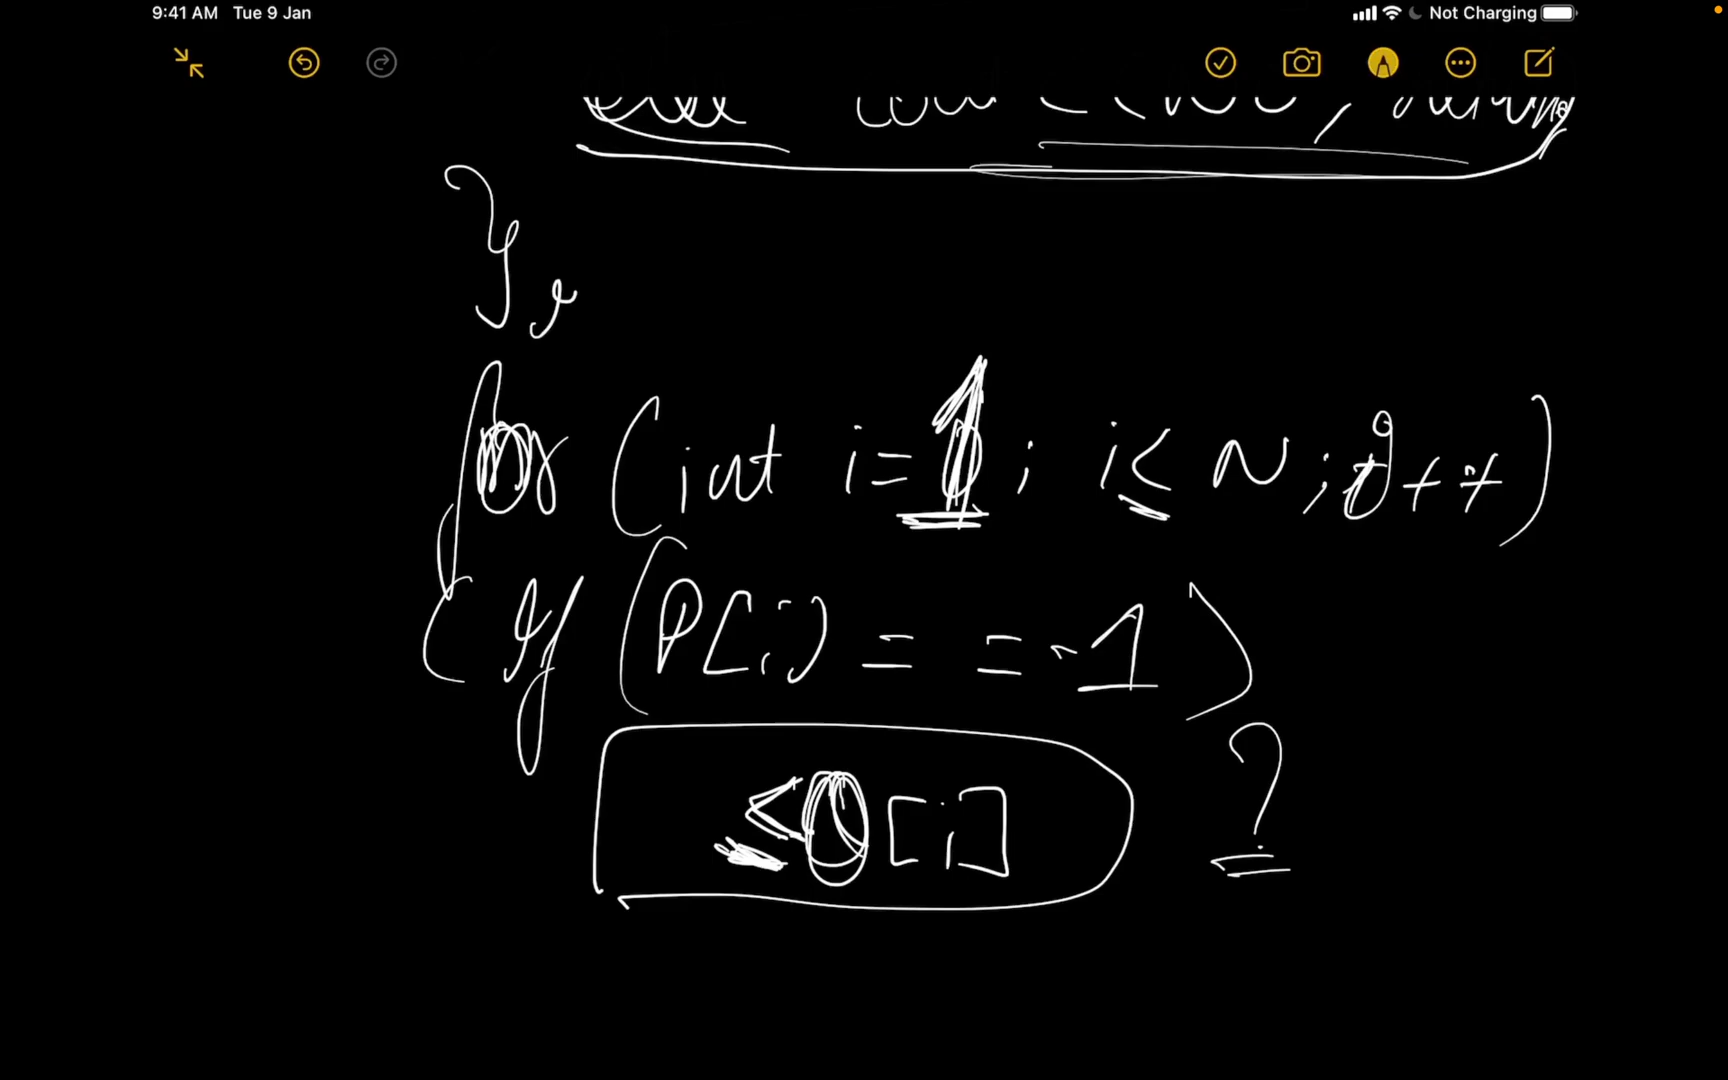 9:41 AM Tue 9 Jan Not Charging
for (int i=1; i≤N; i++)
{ if (P[i] == -1)
≤0[i] ?